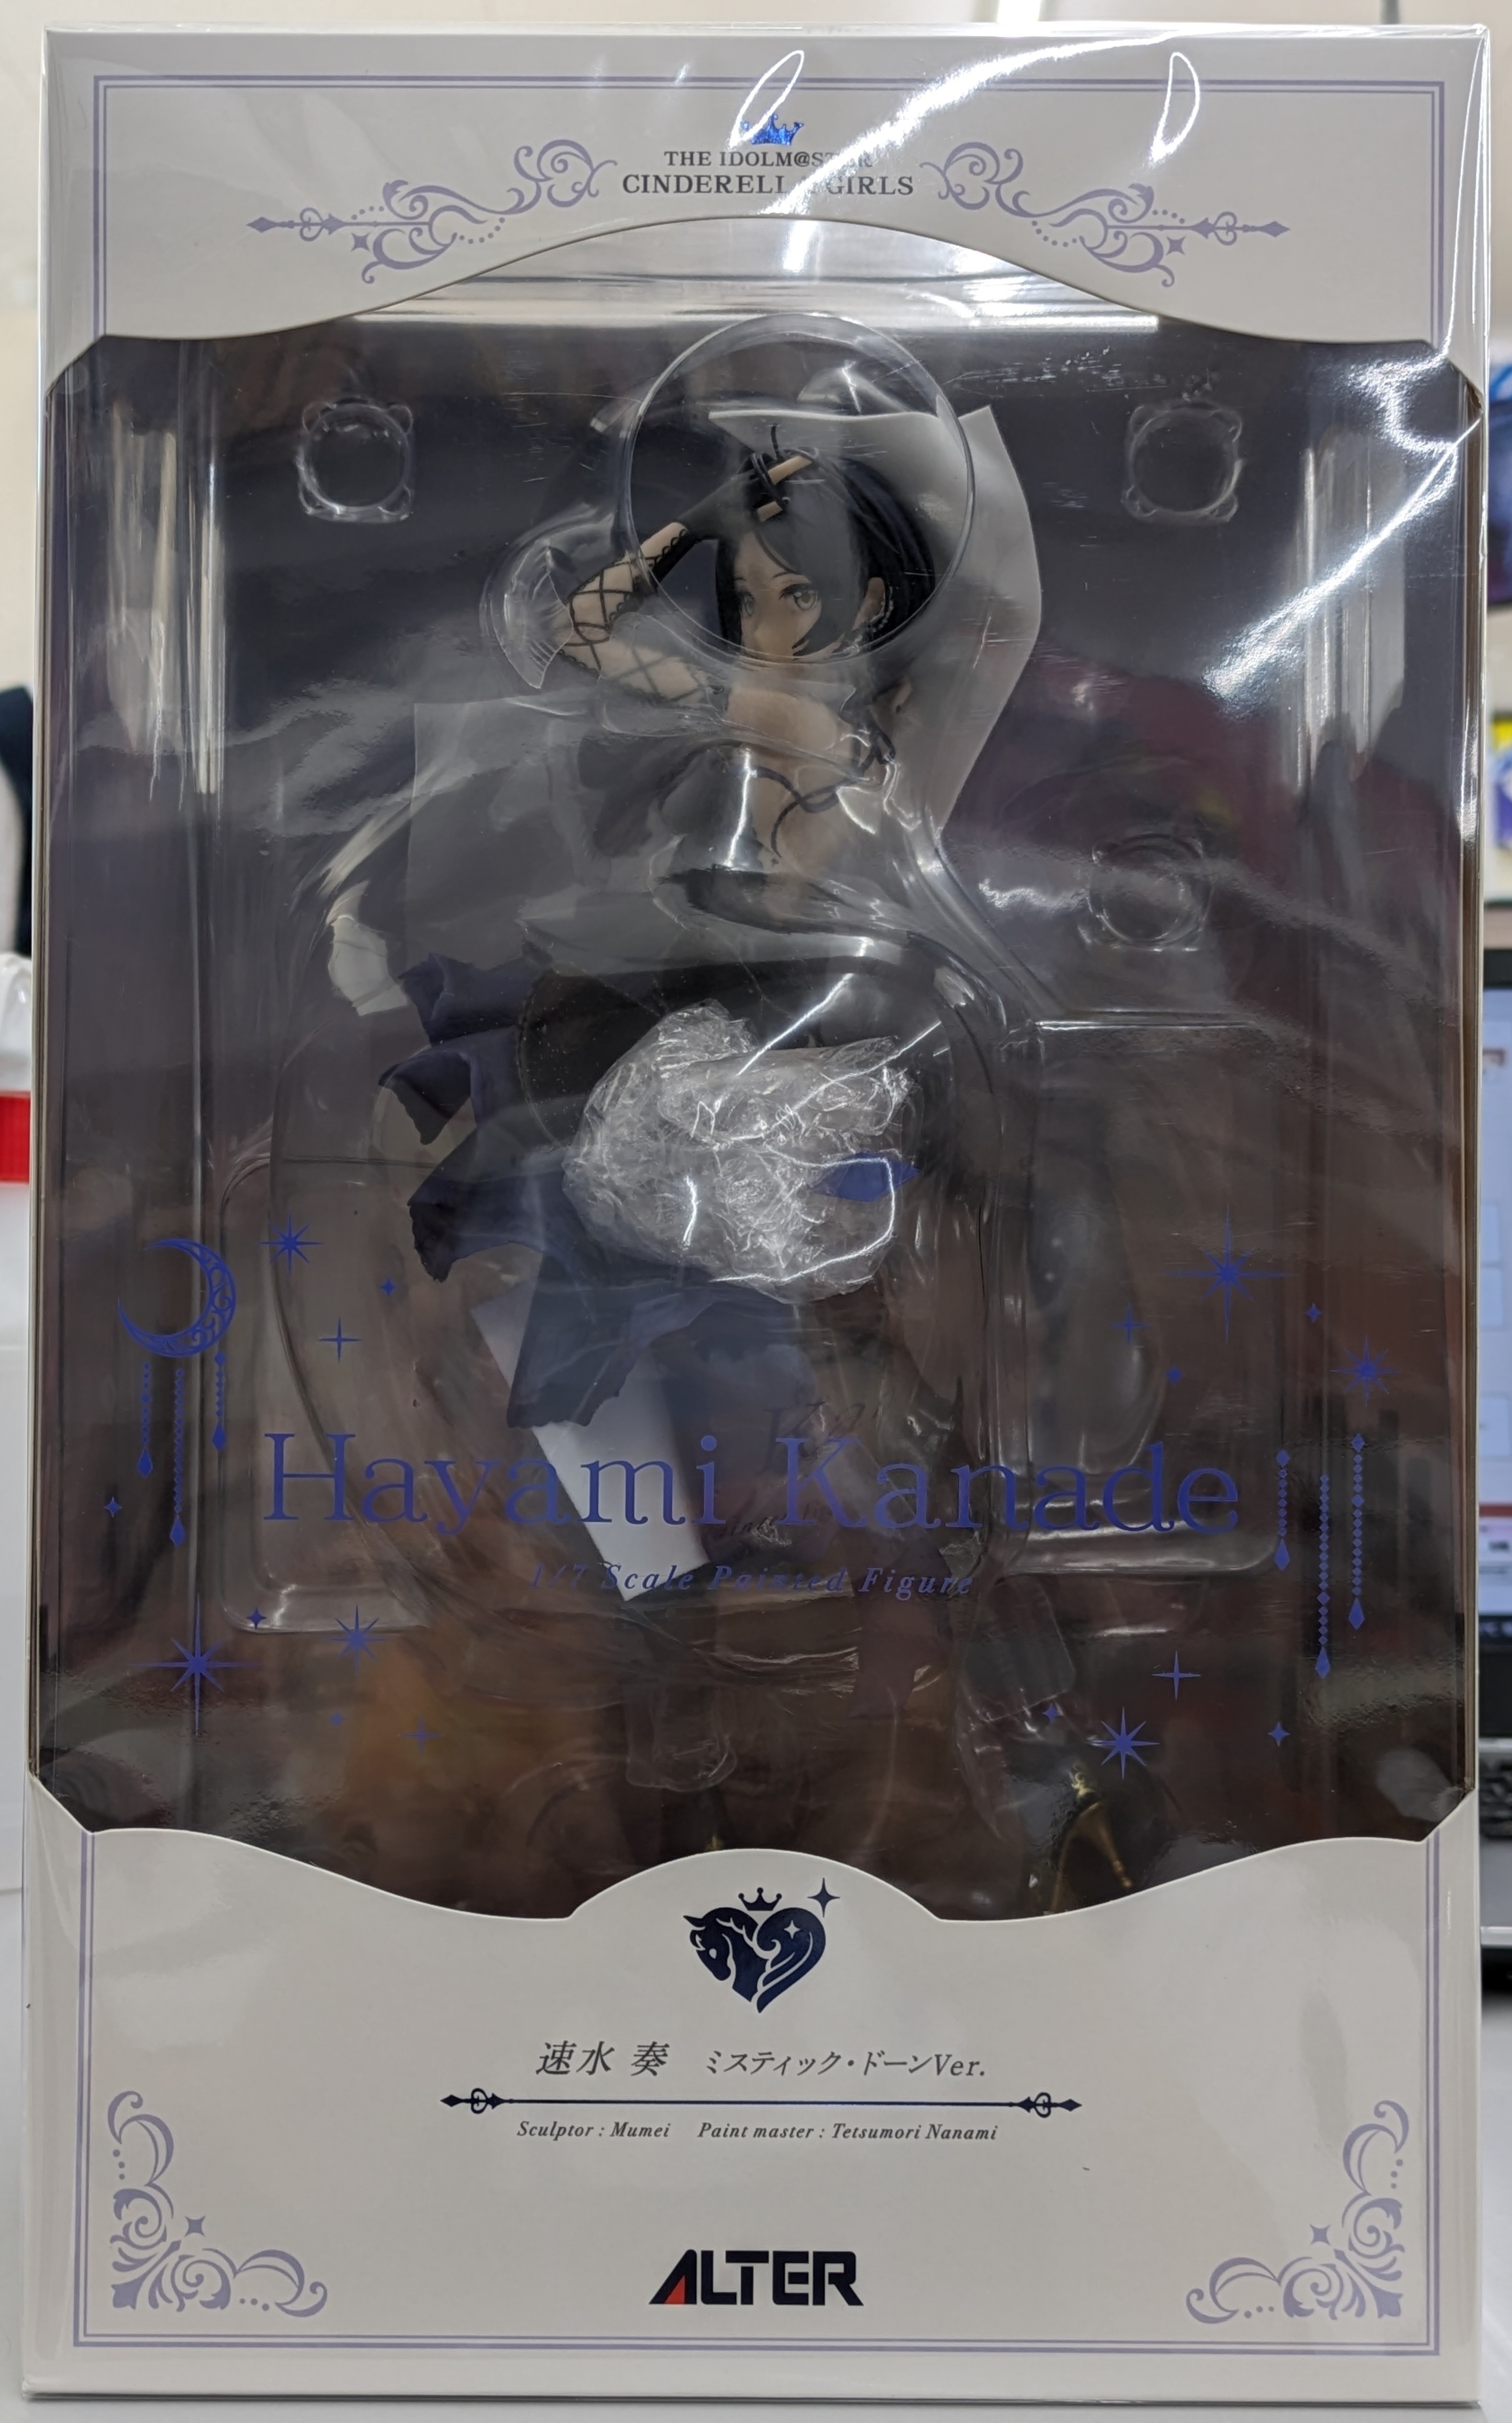 THE IDOLM@STER
CINDERELLA GIRLS
Hayami Kanade
1/7 Scale Painted Figure
速水 奏 ミスティック・ドーンVer.
Sculptor : Mumei Paint master : Tetsumori Nanami
ALTER